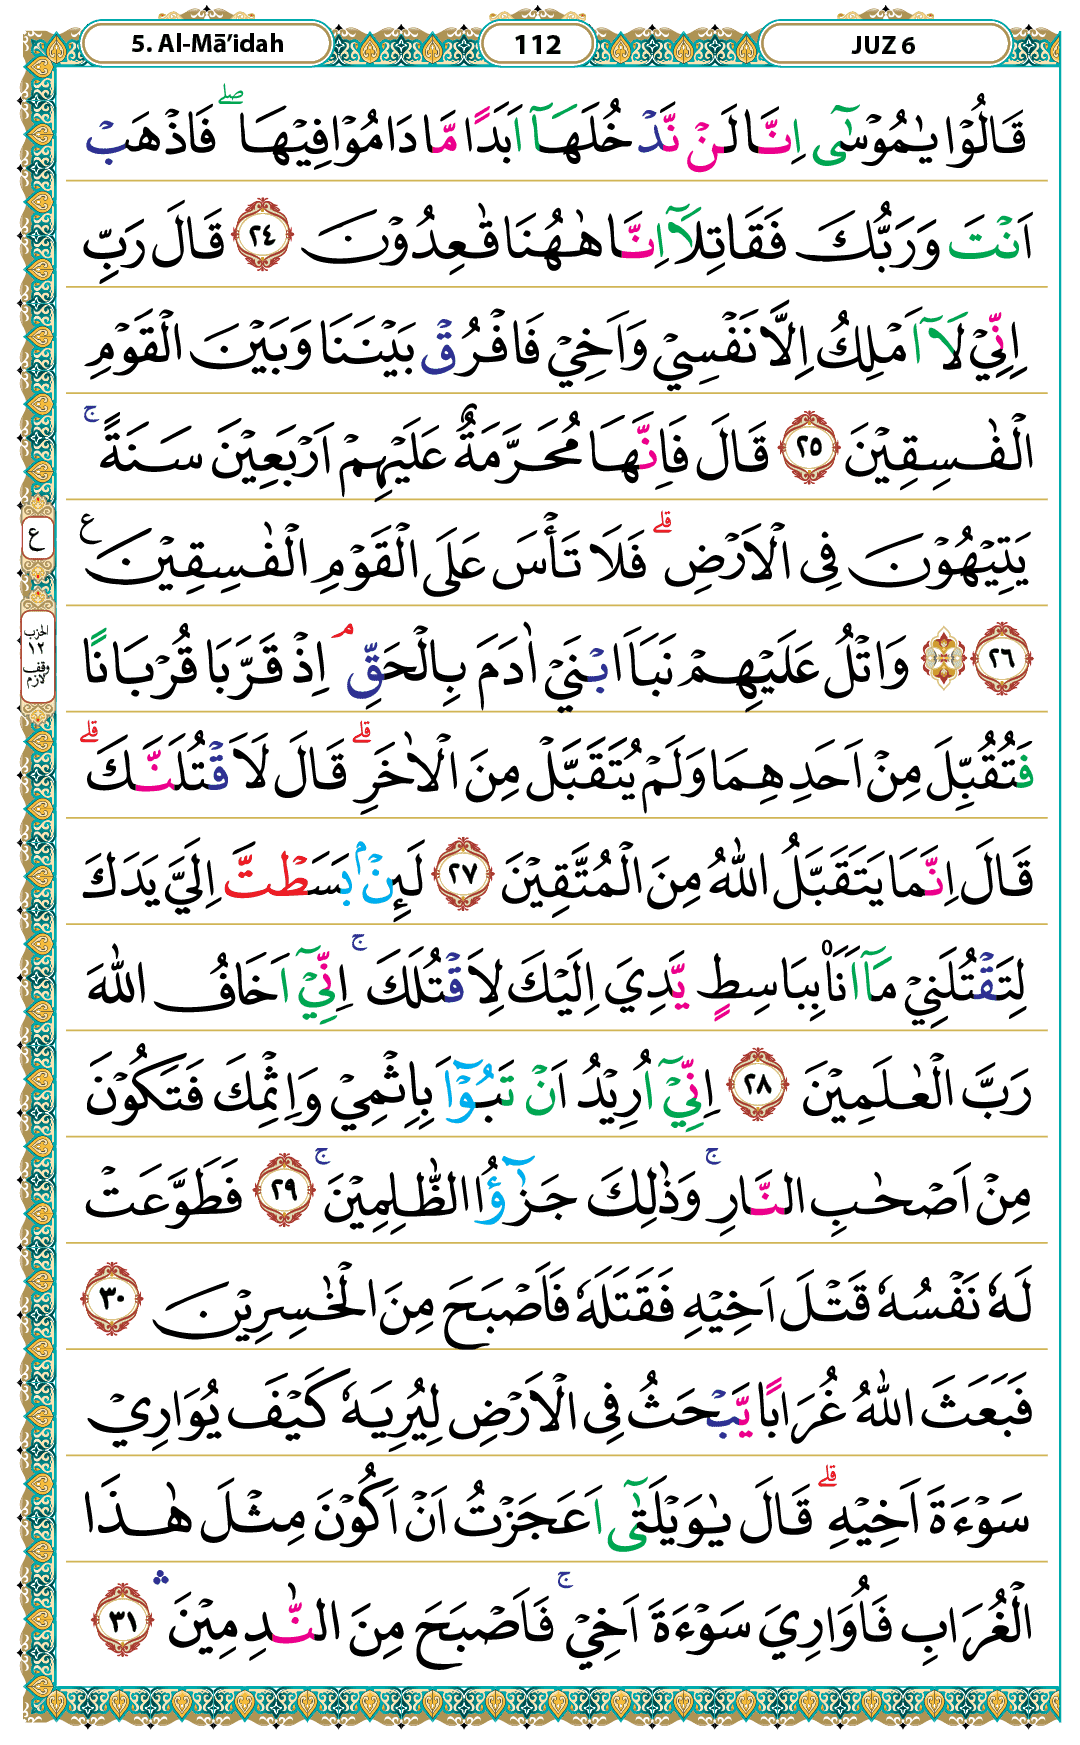 5. Al-Mā’idah
112
JUZ 6
قَالُوْا يٰمُوْسٰٓى اِنَّا لَنْ نَّدْخُلَهَآ اَبَدًا مَّا دَامُوْا فِيْهَا ۖ فَاذْهَبْ
اَنْتَ وَرَبُّكَ فَقَاتِلَآ اِنَّا هٰهُنَا قٰعِدُوْنَ ٢٤ قَالَ رَبِّ
اِنِّيْ لَآ اَمْلِكُ اِلَّا نَفْسِيْ وَاَخِيْ فَافْرُقْ بَيْنَنَا وَبَيْنَ الْقَوْمِ
الْفٰسِقِيْنَ ٢٥ قَالَ فَاِنَّهَا مُحَرَّمَةٌ عَلَيْهِمْ اَرْبَعِيْنَ سَنَةً ۚ
يَتِيْهُوْنَ فِى الْاَرْضِ ۗ فَلَا تَأْسَ عَلَى الْقَوْمِ الْفٰسِقِيْنَ ع
ع
٢٦ ۞ وَاتْلُ عَلَيْهِمْ نَبَاَ ابْنَيْ اٰدَمَ بِالْحَقِّ ۘ اِذْ قَرَّبَا قُرْبَانًا
الحزب
١٢
وقف
لازم
فَتُقُبِّلَ مِنْ اَحَدِهِمَا وَلَمْ يُتَقَبَّلْ مِنَ الْاٰخَرِ ۗ قَالَ لَاَقْتُلَنَّكَ ۗ
قَالَ اِنَّمَا يَتَقَبَّلُ اللّٰهُ مِنَ الْمُتَّقِيْنَ ٢٧ لَىِٕنْۢ بَسَطْتَّ اِلَيَّ يَدَكَ
لِتَقْتُلَنِيْ مَآ اَنَا۠ بِبَاسِطٍ يَّدِيَ اِلَيْكَ لِاَقْتُلَكَ ۚ اِنِّيْٓ اَخَافُ اللّٰهَ
رَبَّ الْعٰلَمِيْنَ ٢٨ اِنِّيْٓ اُرِيْدُ اَنْ تَبُوْۤاَ بِاِثْمِيْ وَاِثْمِكَ فَتَكُوْنَ
مِنْ اَصْحٰبِ النَّارِ ۚ وَذٰلِكَ جَزٰۤؤُا الظّٰلِمِيْنَ ۚ ٢٩ فَطَوَّعَتْ
لَهٗ نَفْسُهٗ قَتْلَ اَخِيْهِ فَقَتَلَهٗ فَاَصْبَحَ مِنَ الْخٰسِرِيْنَ ٣٠
فَبَعَثَ اللّٰهُ غُرَابًا يَّبْحَثُ فِى الْاَرْضِ لِيُرِيَهٗ كَيْفَ يُوَارِيْ
سَوْءَةَ اَخِيْهِ ۗ قَالَ يٰوَيْلَتٰٓى اَعَجَزْتُ اَنْ اَكُوْنَ مِثْلَ هٰذَا
الْغُرَابِ فَاُوَارِيَ سَوْءَةَ اَخِيْ ۚ فَاَصْبَحَ مِنَ النّٰدِمِيْنَ ۛ ٣١